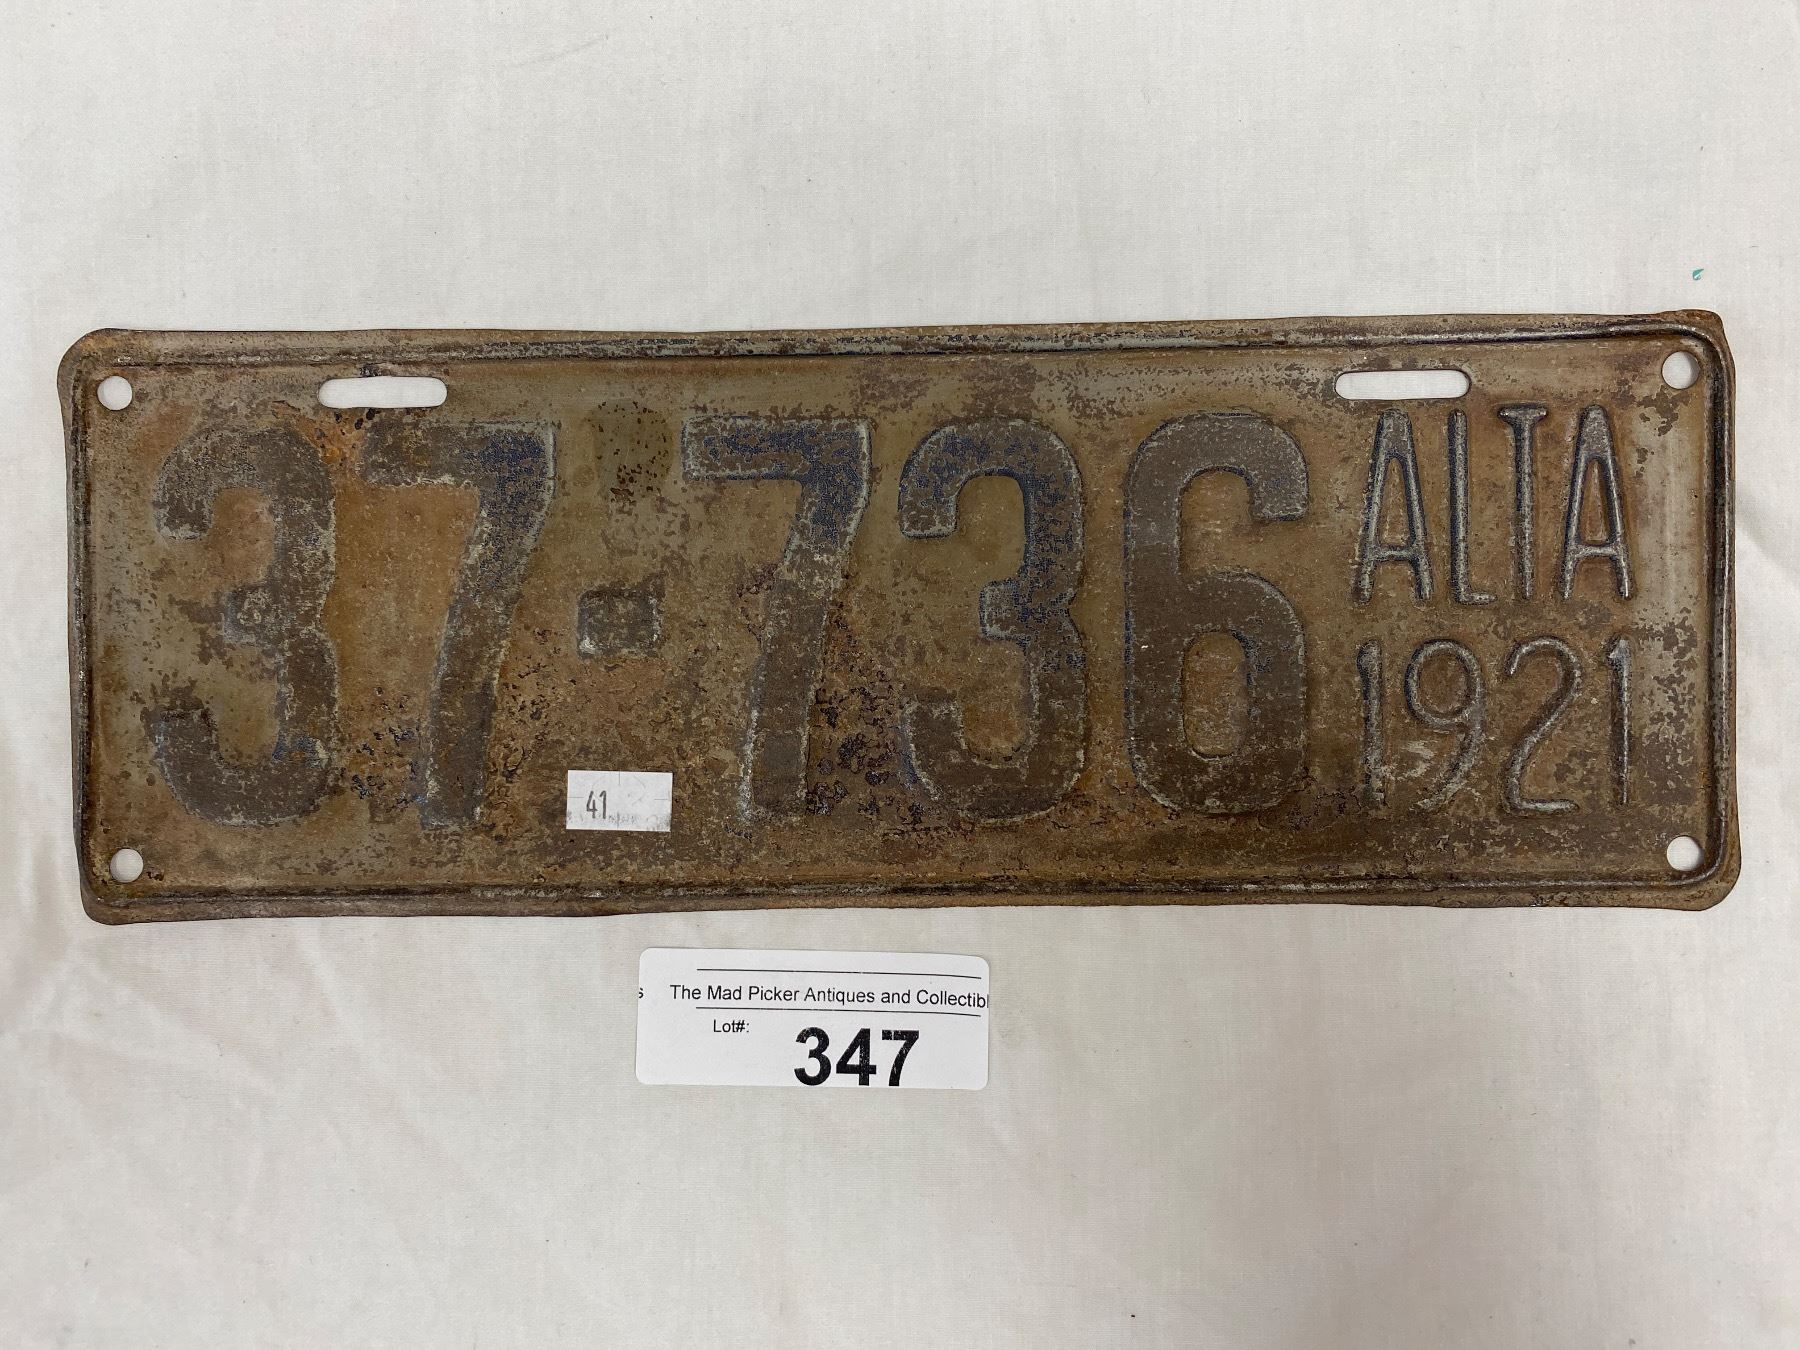 37-736
ALTA
1921
41
s The Mad Picker Antiques and Collectibl
Lot#:
347